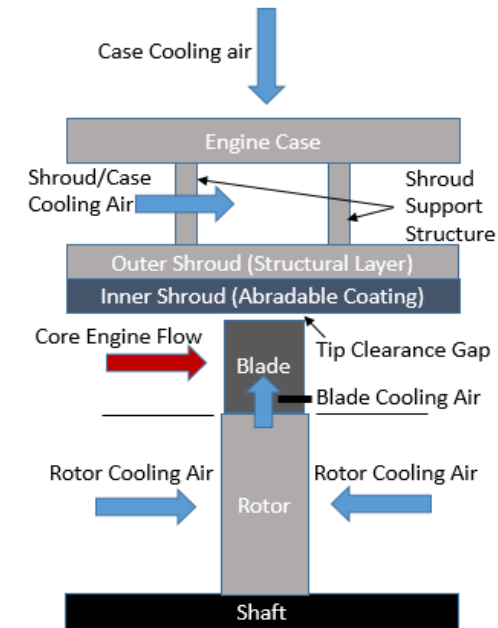 Case Cooling air
Engine Case
Shroud/Case
Cooling Air
Shroud
Support
Structure
Outer Shroud (Structural Layer)
Inner Shroud (Abradable Coating)
Core Engine Flow
Tip Clearance Gap
Blade
Blade Cooling Air
Rotor Cooling Air
Rotor Cooling Air
Rotor
Shaft